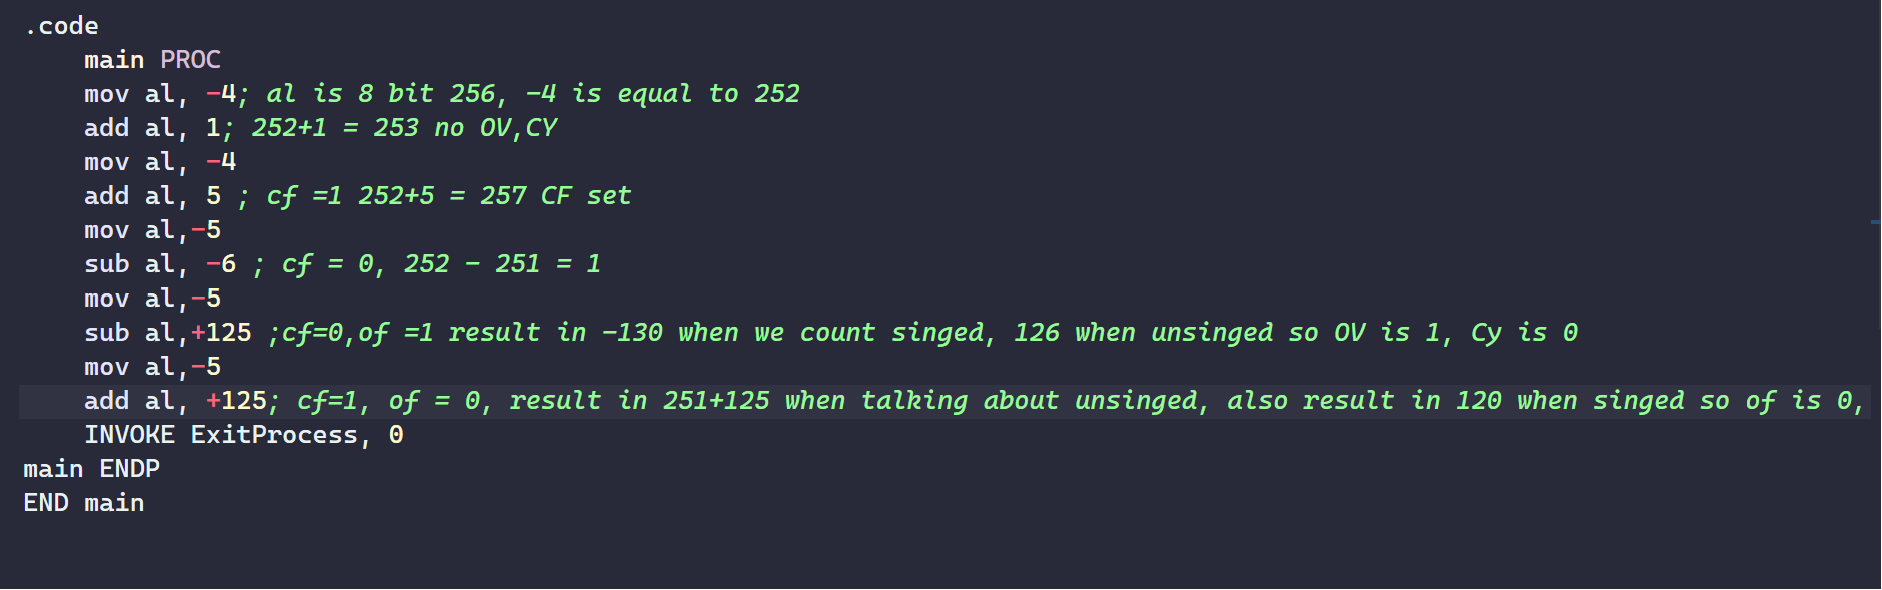 .code
main PROC
mov al, -4; al is 8 bit 256, -4 is equal to 252
add al, 1; 252+1 = 253 no OV,CY
mov al, -4
add al, 5 ; cf =1 252+5 = 257 CF set
mov al,-5
sub al, -6 ; cf = 0, 252 - 251 = 1
mov al,-5
sub al,+125 ;cf=0,of =1 result in -130 when we count singed, 126 when unsinged so OV is 1, Cy is 0
mov al,-5
add al, +125; cf=1, of = 0, result in 251+125 when talking about unsinged, also result in 120 when singed so of is 0,
INVOKE ExitProcess, 0
main ENDP
END main